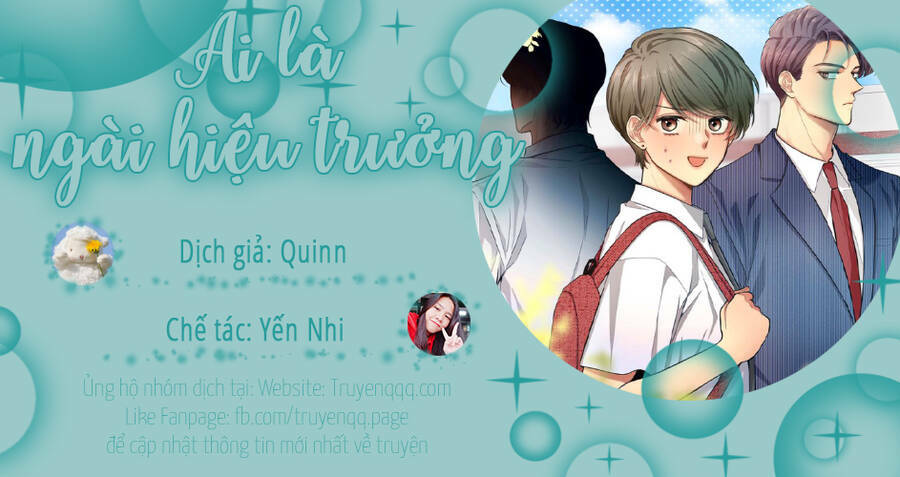 Ai là
ngài hiệu trưởng
Dịch giả: Quinn
Chế tác: Yến Nhi
Ủng hộ nhóm dịch tại: Website: Truyenqqq.com
Like Fanpage: fb.com/truyenqq.page
để cập nhật thông tin mới nhất về truyện